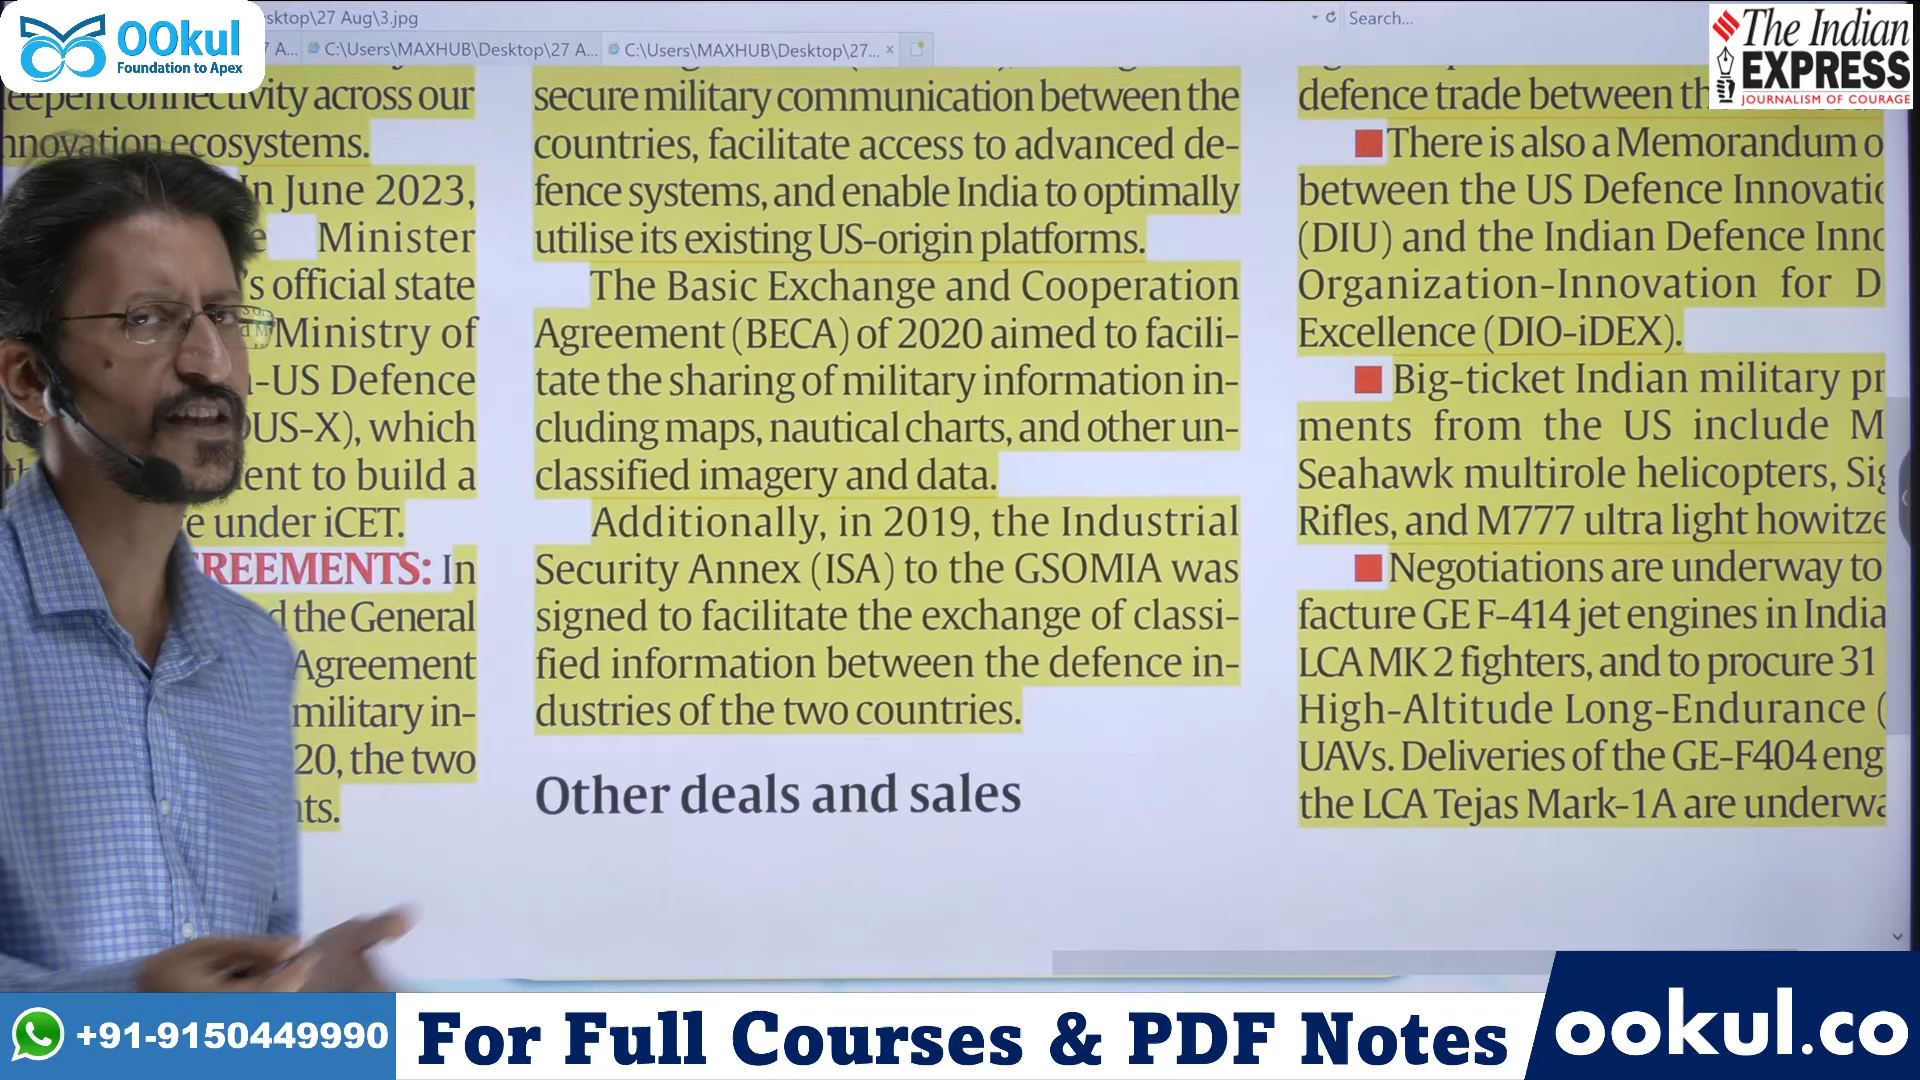 OOkul
Foundation to Apex
sktop\27 Aug\3.jpg
Search...
7 A...
C:\Users\MAXHUB\Desktop\27 A...
C:\Users\MAXHUB\Desktop\27...
The Indian
EXPRESS
JOURNALISM OF COURAGE
eepen connectivity across our
nnovation ecosystems.
In June 2023,
e Minister
's official state
Ministry of
-US Defence
US-X), which
ent to build a
e under iCET.
REEMENTS: In
d the General
Agreement
military in-
20, the two
nts.
secure military communication between the
countries, facilitate access to advanced de-
fence systems, and enable India to optimally
utilise its existing US-origin platforms.
The Basic Exchange and Cooperation
Agreement (BECA) of 2020 aimed to facili-
tate the sharing of military information in-
cluding maps, nautical charts, and other un-
classified imagery and data.
Additionally, in 2019, the Industrial
Security Annex (ISA) to the GSOMIA was
signed to facilitate the exchange of classi-
fied information between the defence in-
dustries of the two countries.
Other deals and sales
defence trade between th
■ There is also a Memorandum o
between the US Defence Innovatio
(DIU) and the Indian Defence Inno
Organization-Innovation for D
Excellence (DIO-iDEX).
■ Big-ticket Indian military pr
ments from the US include M
Seahawk multirole helicopters, Sig
Rifles, and M777 ultra light howitze
■ Negotiations are underway to
facture GE F-414 jet engines in India
LCA MK 2 fighters, and to procure 31
High-Altitude Long-Endurance (
UAVs. Deliveries of the GE-F404 eng
the LCA Tejas Mark-1A are underwa
+91-9150449990
For Full Courses & PDF Notes
ookul.co